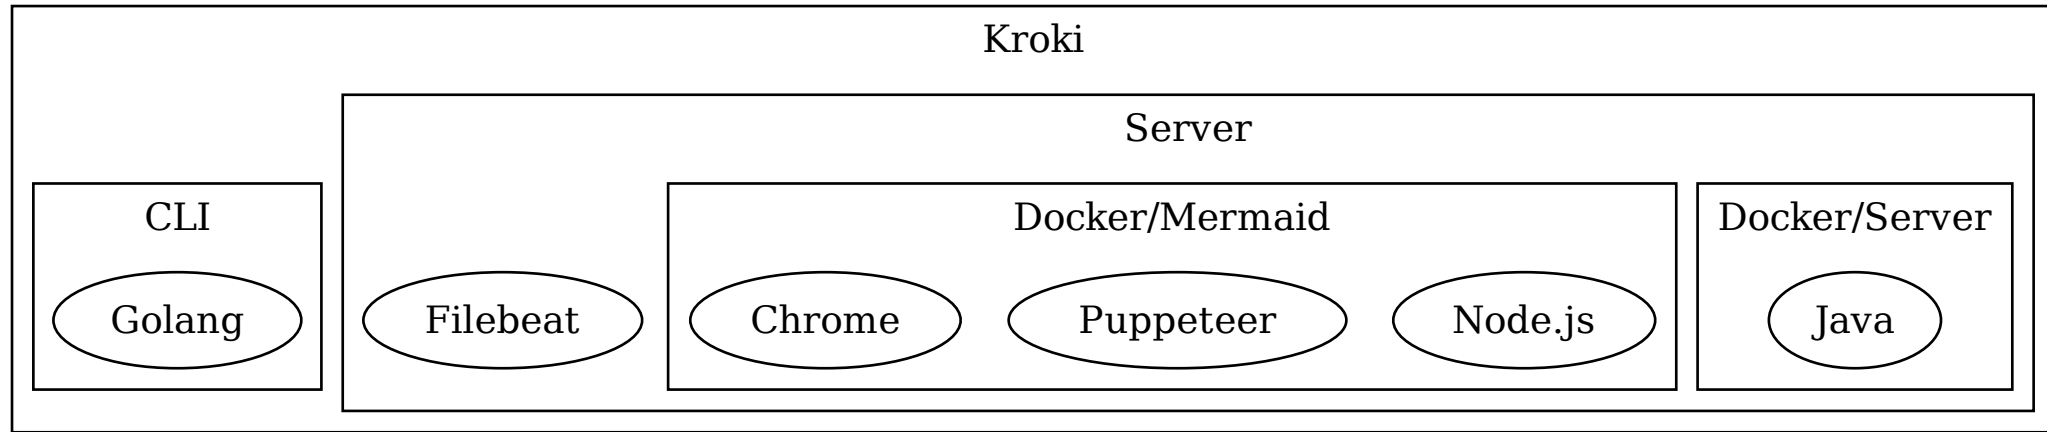 Kroki
Server
CLI
Docker/Mermaid
Docker/Server
Golang
Filebeat
Chrome
Puppeteer
Node.js
Java